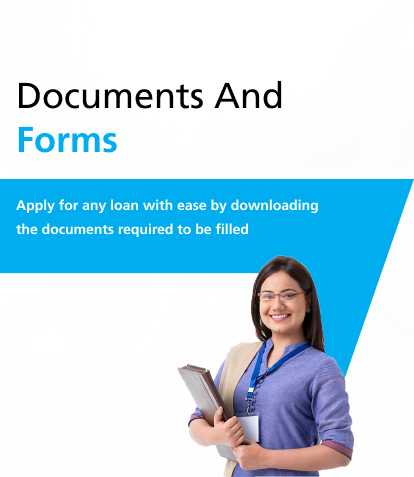 Documents And
Forms
Apply for any loan with ease by downloading
the documents required to be filled